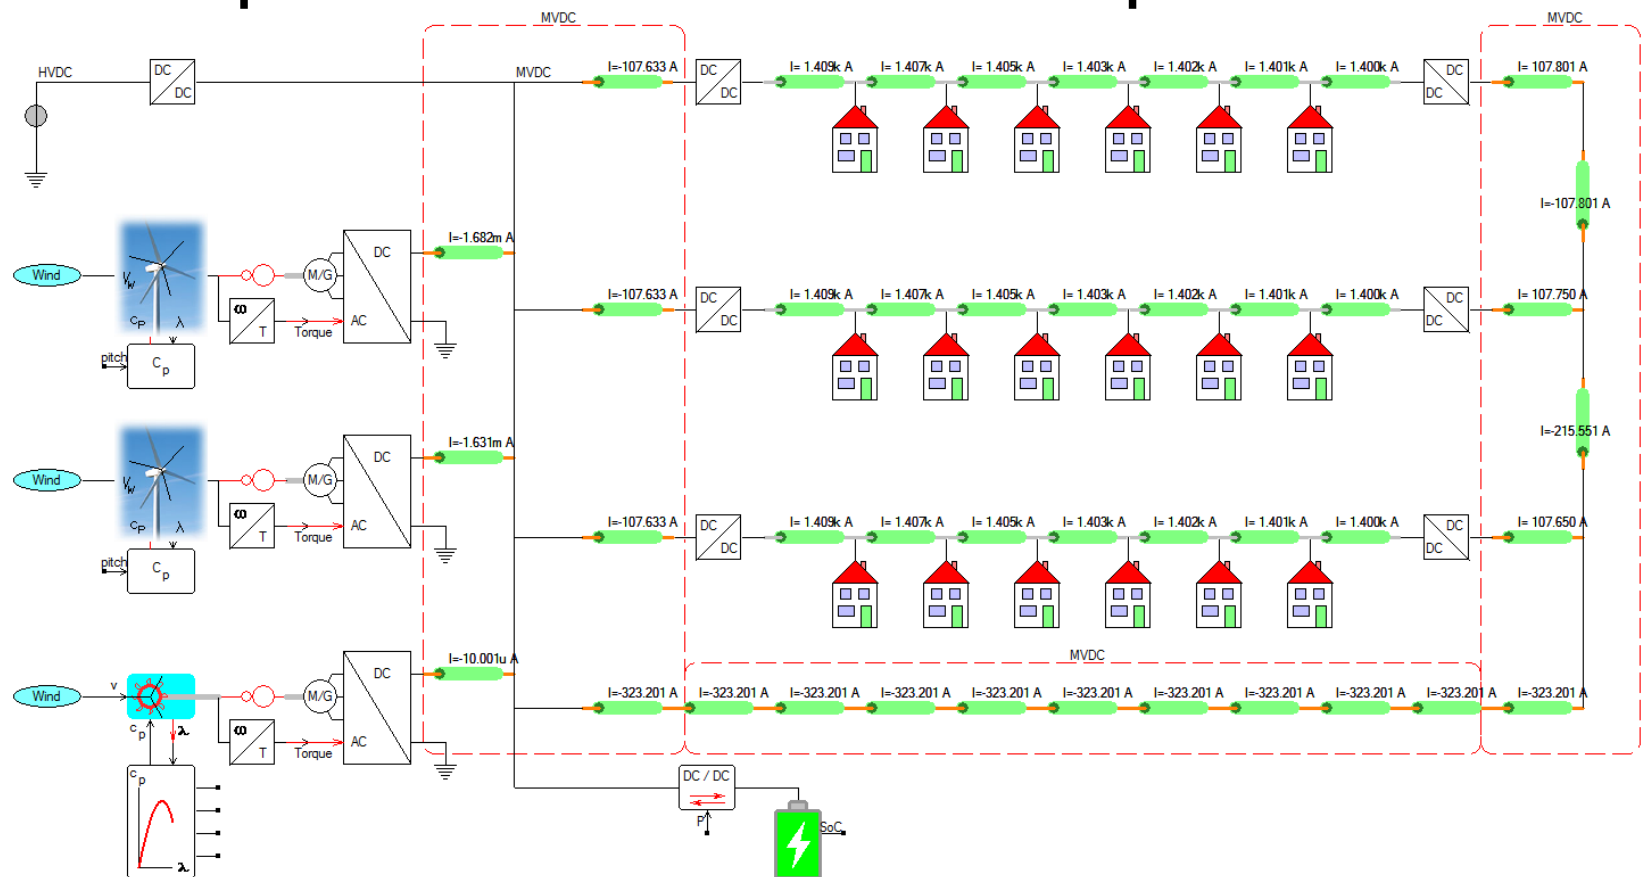 MVDC
MVDC
HVDC
DC
DC
MVDC
I=-107.633 A
DC
DC
I= 1.409k A
I= 1.407k A
I= 1.405k A
I= 1.403k A
I= 1.402k A
I= 1.401k A
I= 1.400k A
DC
DC
I= 107.801 A
I=-107.801 A
Wind
Vw
CP
λ
pitch
Cp
ω
T
Torque
M/G
DC
AC
I=-1.682m A
I=-107.633 A
DC
DC
I= 1.409k A
I= 1.407k A
I= 1.405k A
I= 1.403k A
I= 1.402k A
I= 1.401k A
I= 1.400k A
DC
DC
I= 107.750 A
I=-215.551 A
Wind
Vw
CP
λ
pitch
Cp
ω
T
Torque
M/G
DC
AC
I=-1.631m A
I=-107.633 A
DC
DC
I= 1.409k A
I= 1.407k A
I= 1.405k A
I= 1.403k A
I= 1.402k A
I= 1.401k A
I= 1.400k A
DC
DC
I= 107.650 A
MVDC
Wind
v
Cp
λ
ω
T
Torque
M/G
DC
AC
I=-10.001u A
I=-323.201 A
I=-323.201 A
I=-323.201 A
I=-323.201 A
I=-323.201 A
I=-323.201 A
I=-323.201 A
I=-323.201 A
I=-323.201 A
I=-323.201 A
I=-323.201 A
Cp
λ
DC / DC
P
SoC